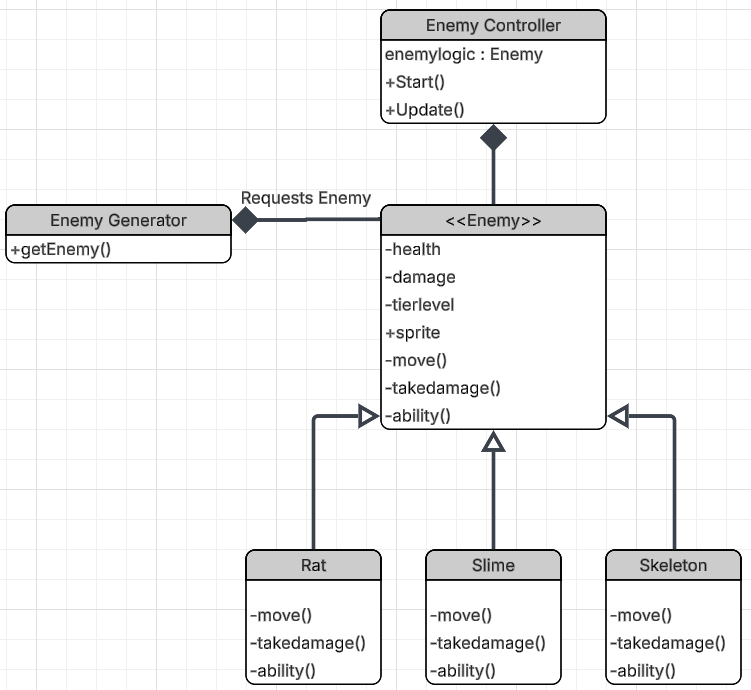 Enemy Controller
enemylogic : Enemy
+Start()
+Update()
Requests Enemy
Enemy Generator
+getEnemy()
<<Enemy>>
-health
-damage
-tierlevel
+sprite
-move()
-takedamage()
-ability()
Rat
-move()
-takedamage()
-ability()
Slime
-move()
-takedamage()
-ability()
Skeleton
-move()
-takedamage()
-ability()